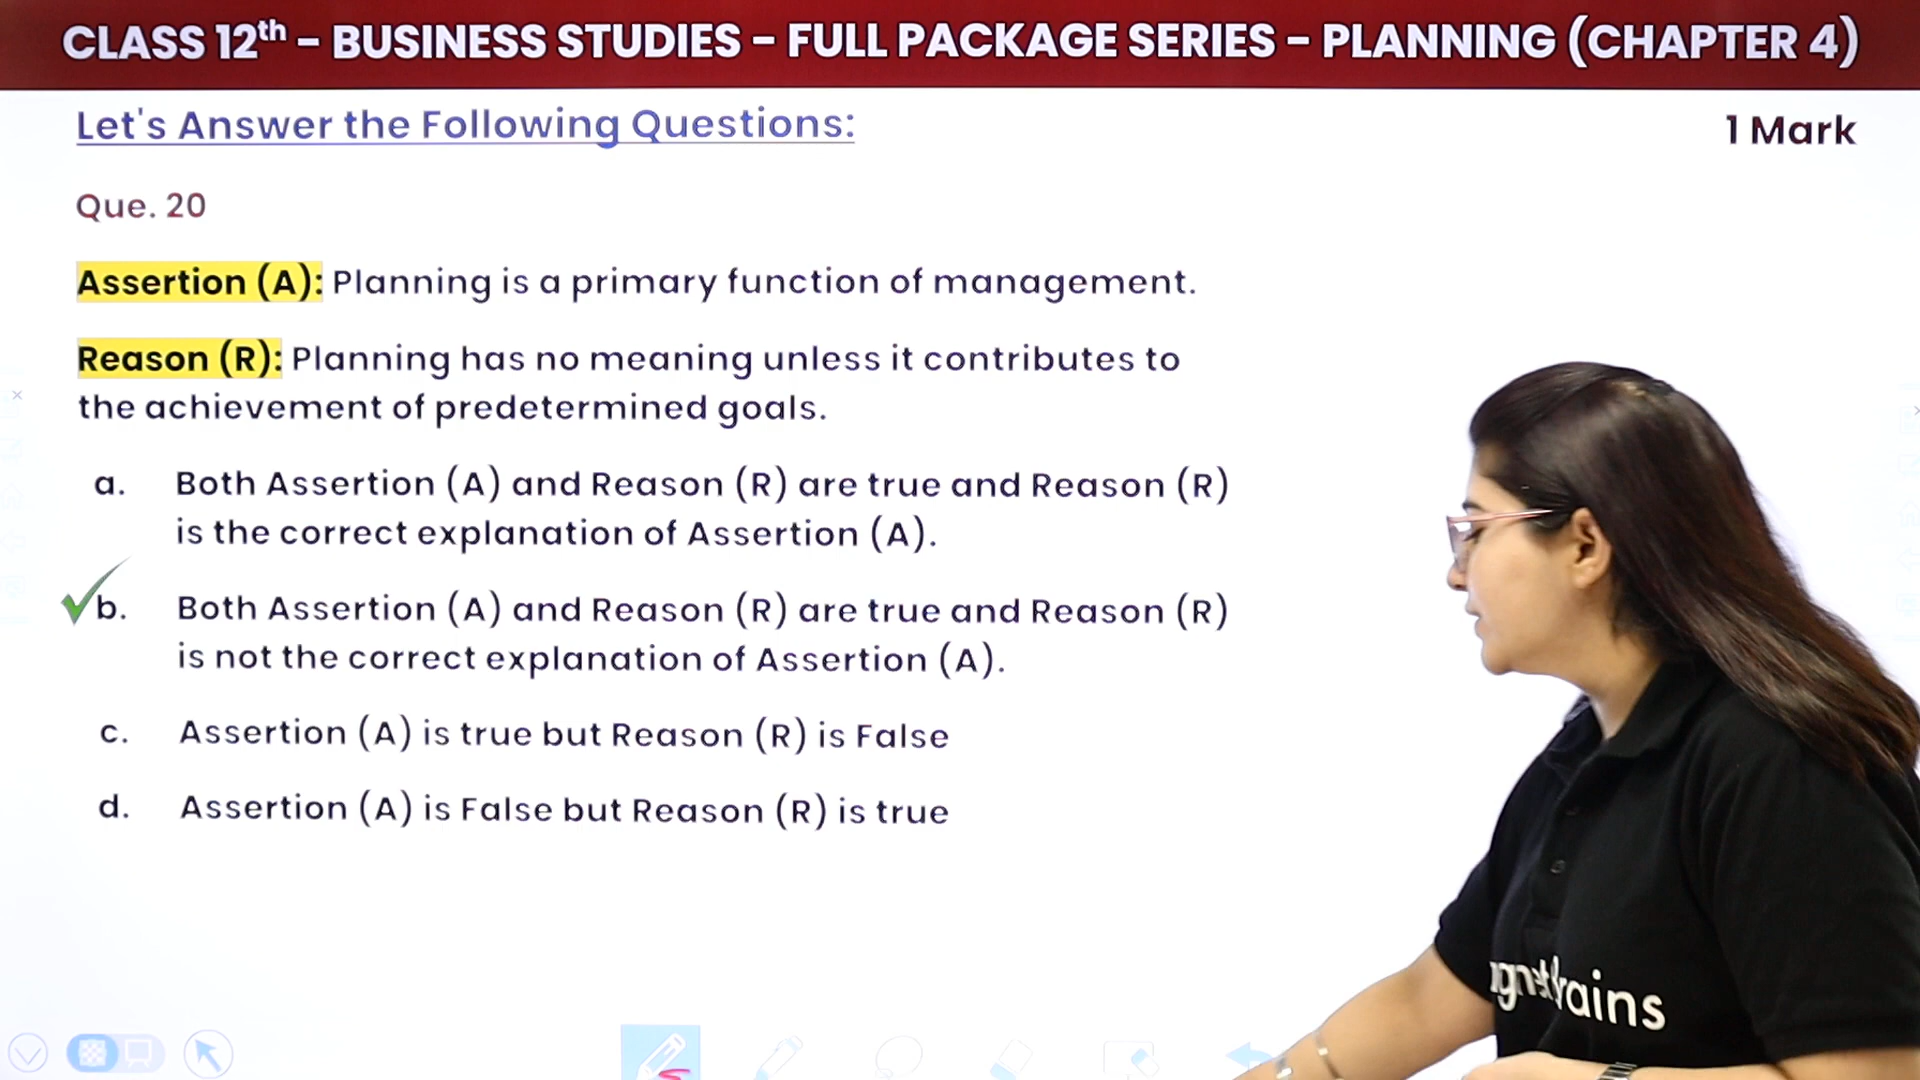 CLASS 12th – BUSINESS STUDIES – FULL PACKAGE SERIES – PLANNING (CHAPTER 4)
Let's Answer the Following Questions:
1 Mark
Que. 20
Assertion (A): Planning is a primary function of management.
Reason (R): Planning has no meaning unless it contributes to
the achievement of predetermined goals.
a. Both Assertion (A) and Reason (R) are true and Reason (R)
is the correct explanation of Assertion (A).
b. Both Assertion (A) and Reason (R) are true and Reason (R)
is not the correct explanation of Assertion (A).
c. Assertion (A) is true but Reason (R) is False
d. Assertion (A) is False but Reason (R) is true